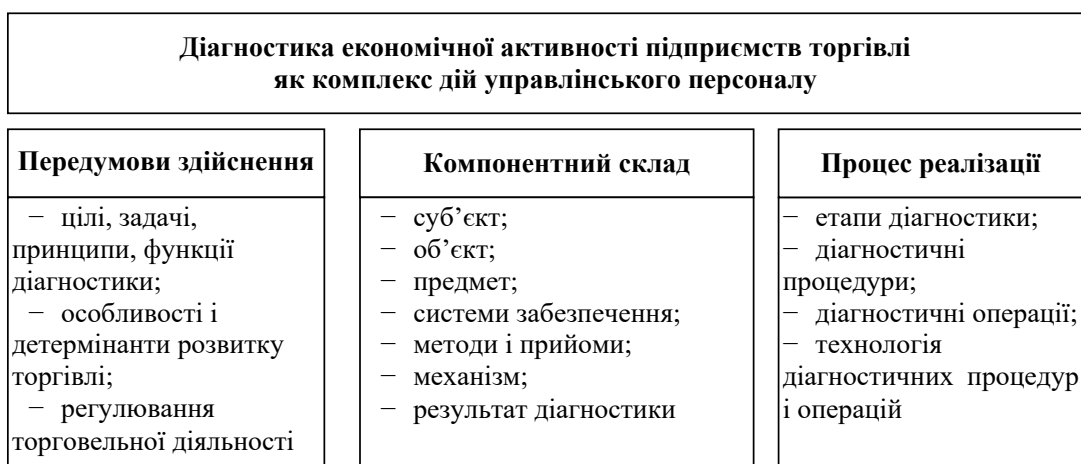 Діагностика економічної активності підприємств торгівлі
як комплекс дій управлінського персоналу
Передумови здійснення
− цілі, задачі,
принципи, функції
діагностики;
− особливості і
детермінанти розвитку
торгівлі;
− регулювання
торговельної діяльності
Компонентний склад
− суб’єкт;
− об’єкт;
− предмет;
− системи забезпечення;
− методи і прийоми;
− механізм;
− результат діагностики
Процес реалізації
− етапи діагностики;
− діагностичні
процедури;
− діагностичні операції;
− технологія
діагностичних процедур
і операцій